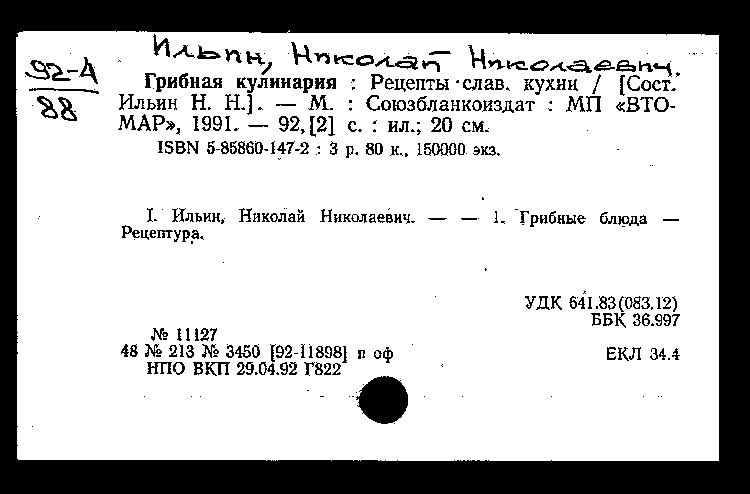 Ильин, Николай Николаевич.
92-А
88
Грибная кулинария : Рецепты слав. кухни / [Сост.
Ильин Н. Н.]. — М. : Союзбланкоиздат : МП «ВТО-
МАР», 1991. — 92,[2] с. : ил.; 20 см.
ISBN 5-85860-147-2 : 3 р. 80 к., 150000 экз.
I. Ильин, Николай Николаевич. — — 1. Грибные блюда —
Рецептура.
УДК 641.83(083.12)
ББК 36.997
№ 11127
48 № 213 № 3450 [92-11898] п оф ЕКЛ 34.4
НПО ВКП 29.04.92 Г822